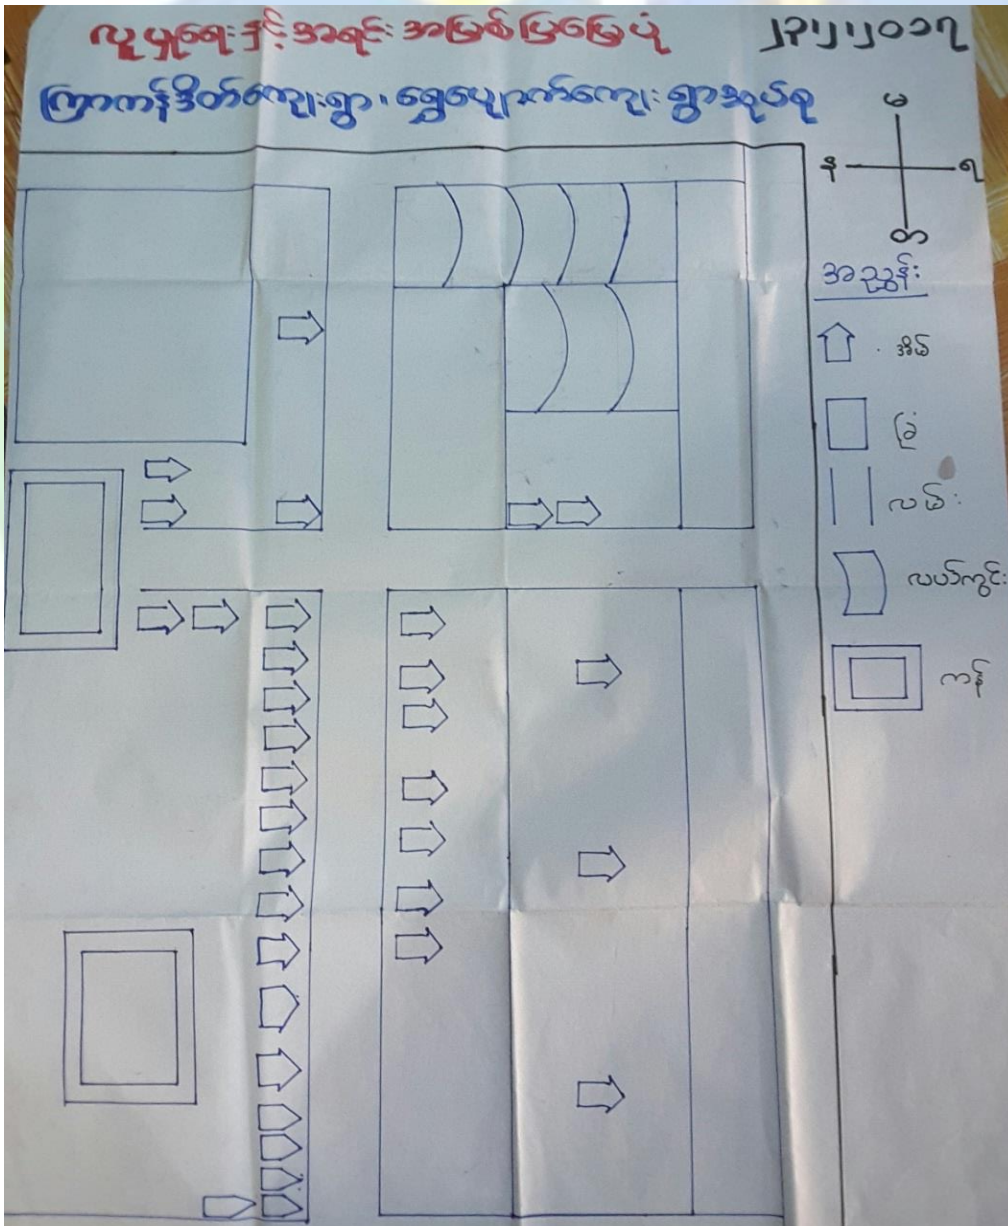 လူမှုရေးနှင့်အရင်းအမြစ်ပြမြေပုံ ၂၃၊၂၊၂၀၁၇
ကြာကန်ဒိတ်ကျေးရွာ၊ ရွှေပျောက်ကျေးရွာအုပ်စု
မ
န ရ
တ
အညွှန်း
အိမ်
ခြံ
လမ်း
လယ်ကွင်း
ကန်